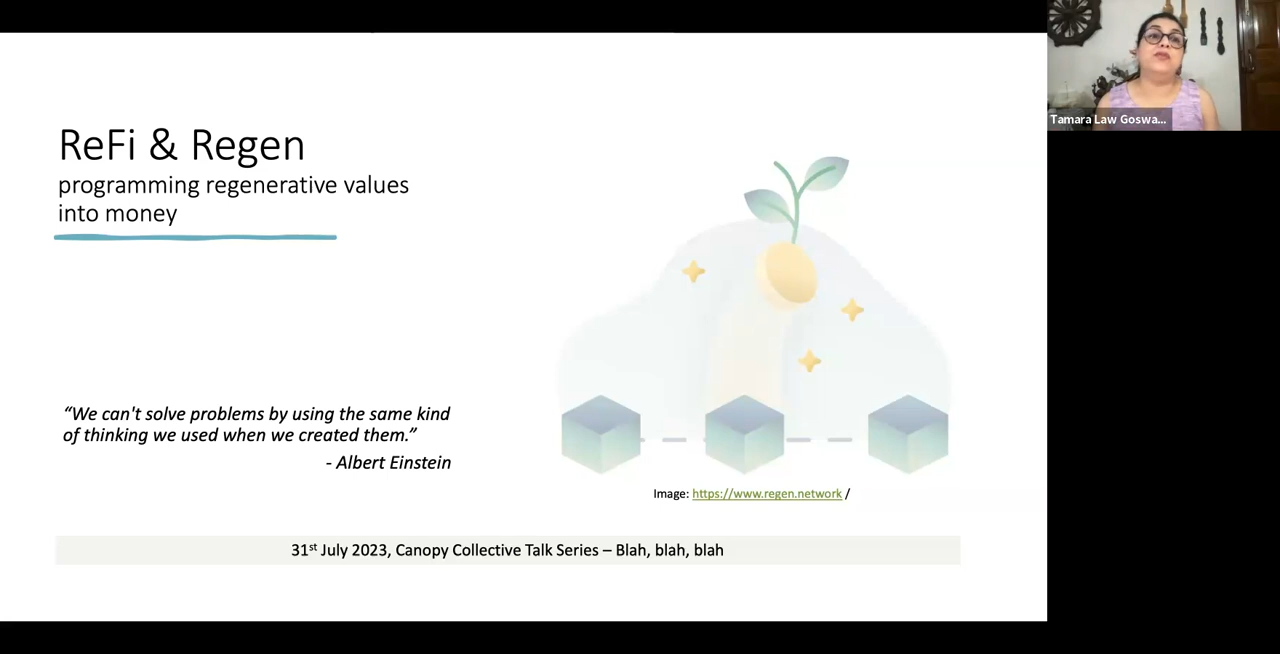 ReFi & Regen
programming regenerative values
into money
“We can't solve problems by using the same kind
of thinking we used when we created them.”
- Albert Einstein
Image: https://www.regen.network /
31st July 2023, Canopy Collective Talk Series – Blah, blah, blah
Tamara Law Goswa...